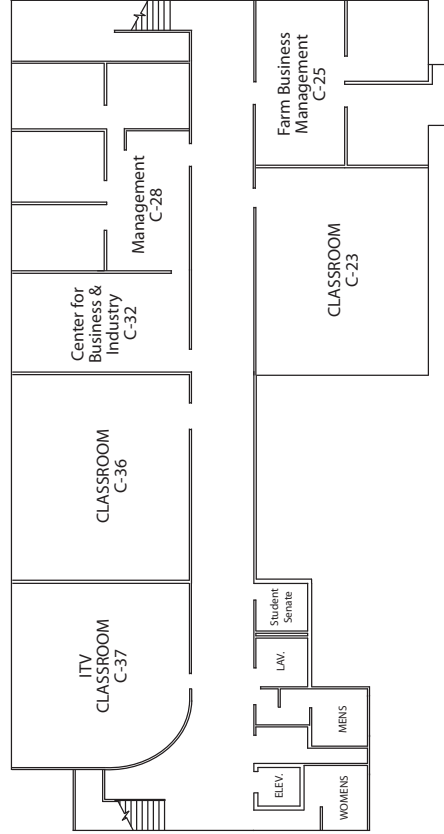 ITV
CLASSROOM
C-37
CLASSROOM
C-36
Center for
Business &
Industry
C-32
Management
C-28
WOMENS
ELEV.
MENS
LAV.
Student
Senate
CLASSROOM
C-23
Farm Business
Management
C-25